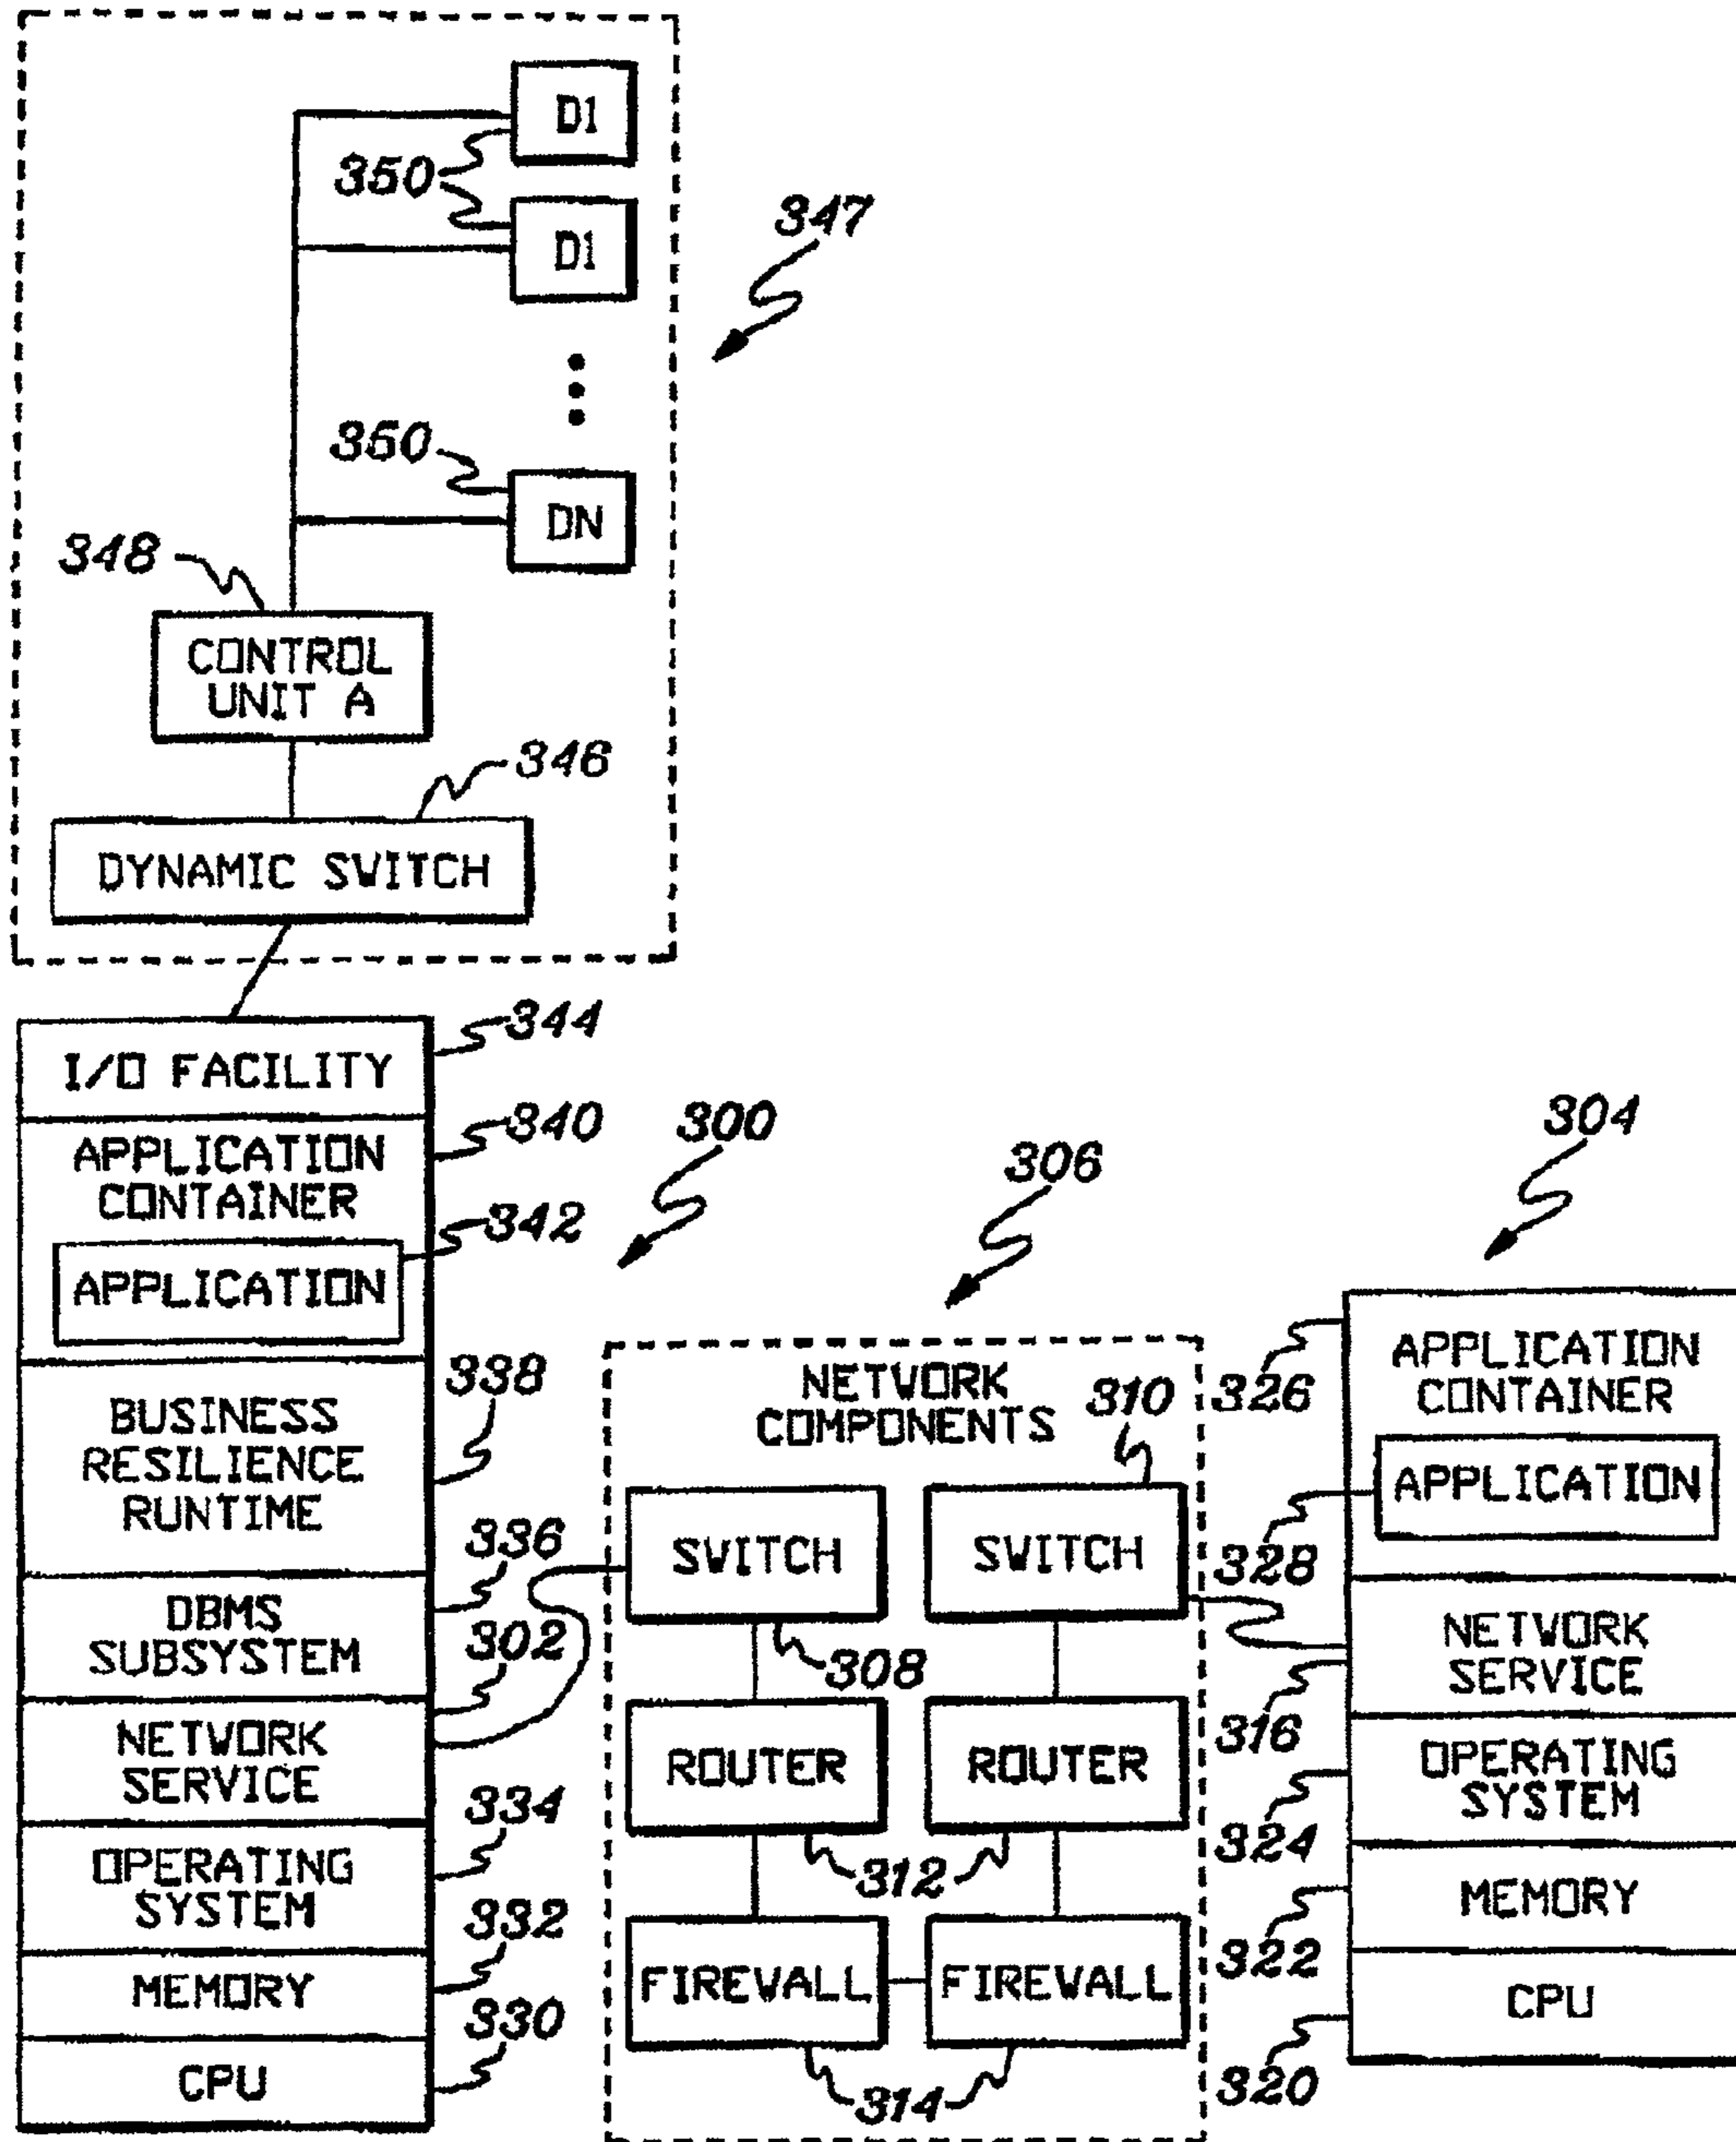 D1
350
D1
347
350
DN
348
CONTROL
UNIT A
346
DYNAMIC SWITCH
344
I/O FACILITY
340
APPLICATION
CONTAINER
342
APPLICATION
300
306
304
338
BUSINESS
RESILIENCE
RUNTIME
336
DBMS
SUBSYSTEM
302
NETWORK
SERVICE
334
OPERATING
SYSTEM
332
MEMORY
330
CPU
NETWORK
COMPONENTS
310
SWITCH
SWITCH
308
ROUTER
ROUTER
312
FIREWALL
FIREWALL
314
326
APPLICATION
CONTAINER
APPLICATION
328
NETWORK
SERVICE
316
OPERATING
SYSTEM
324
MEMORY
322
CPU
320